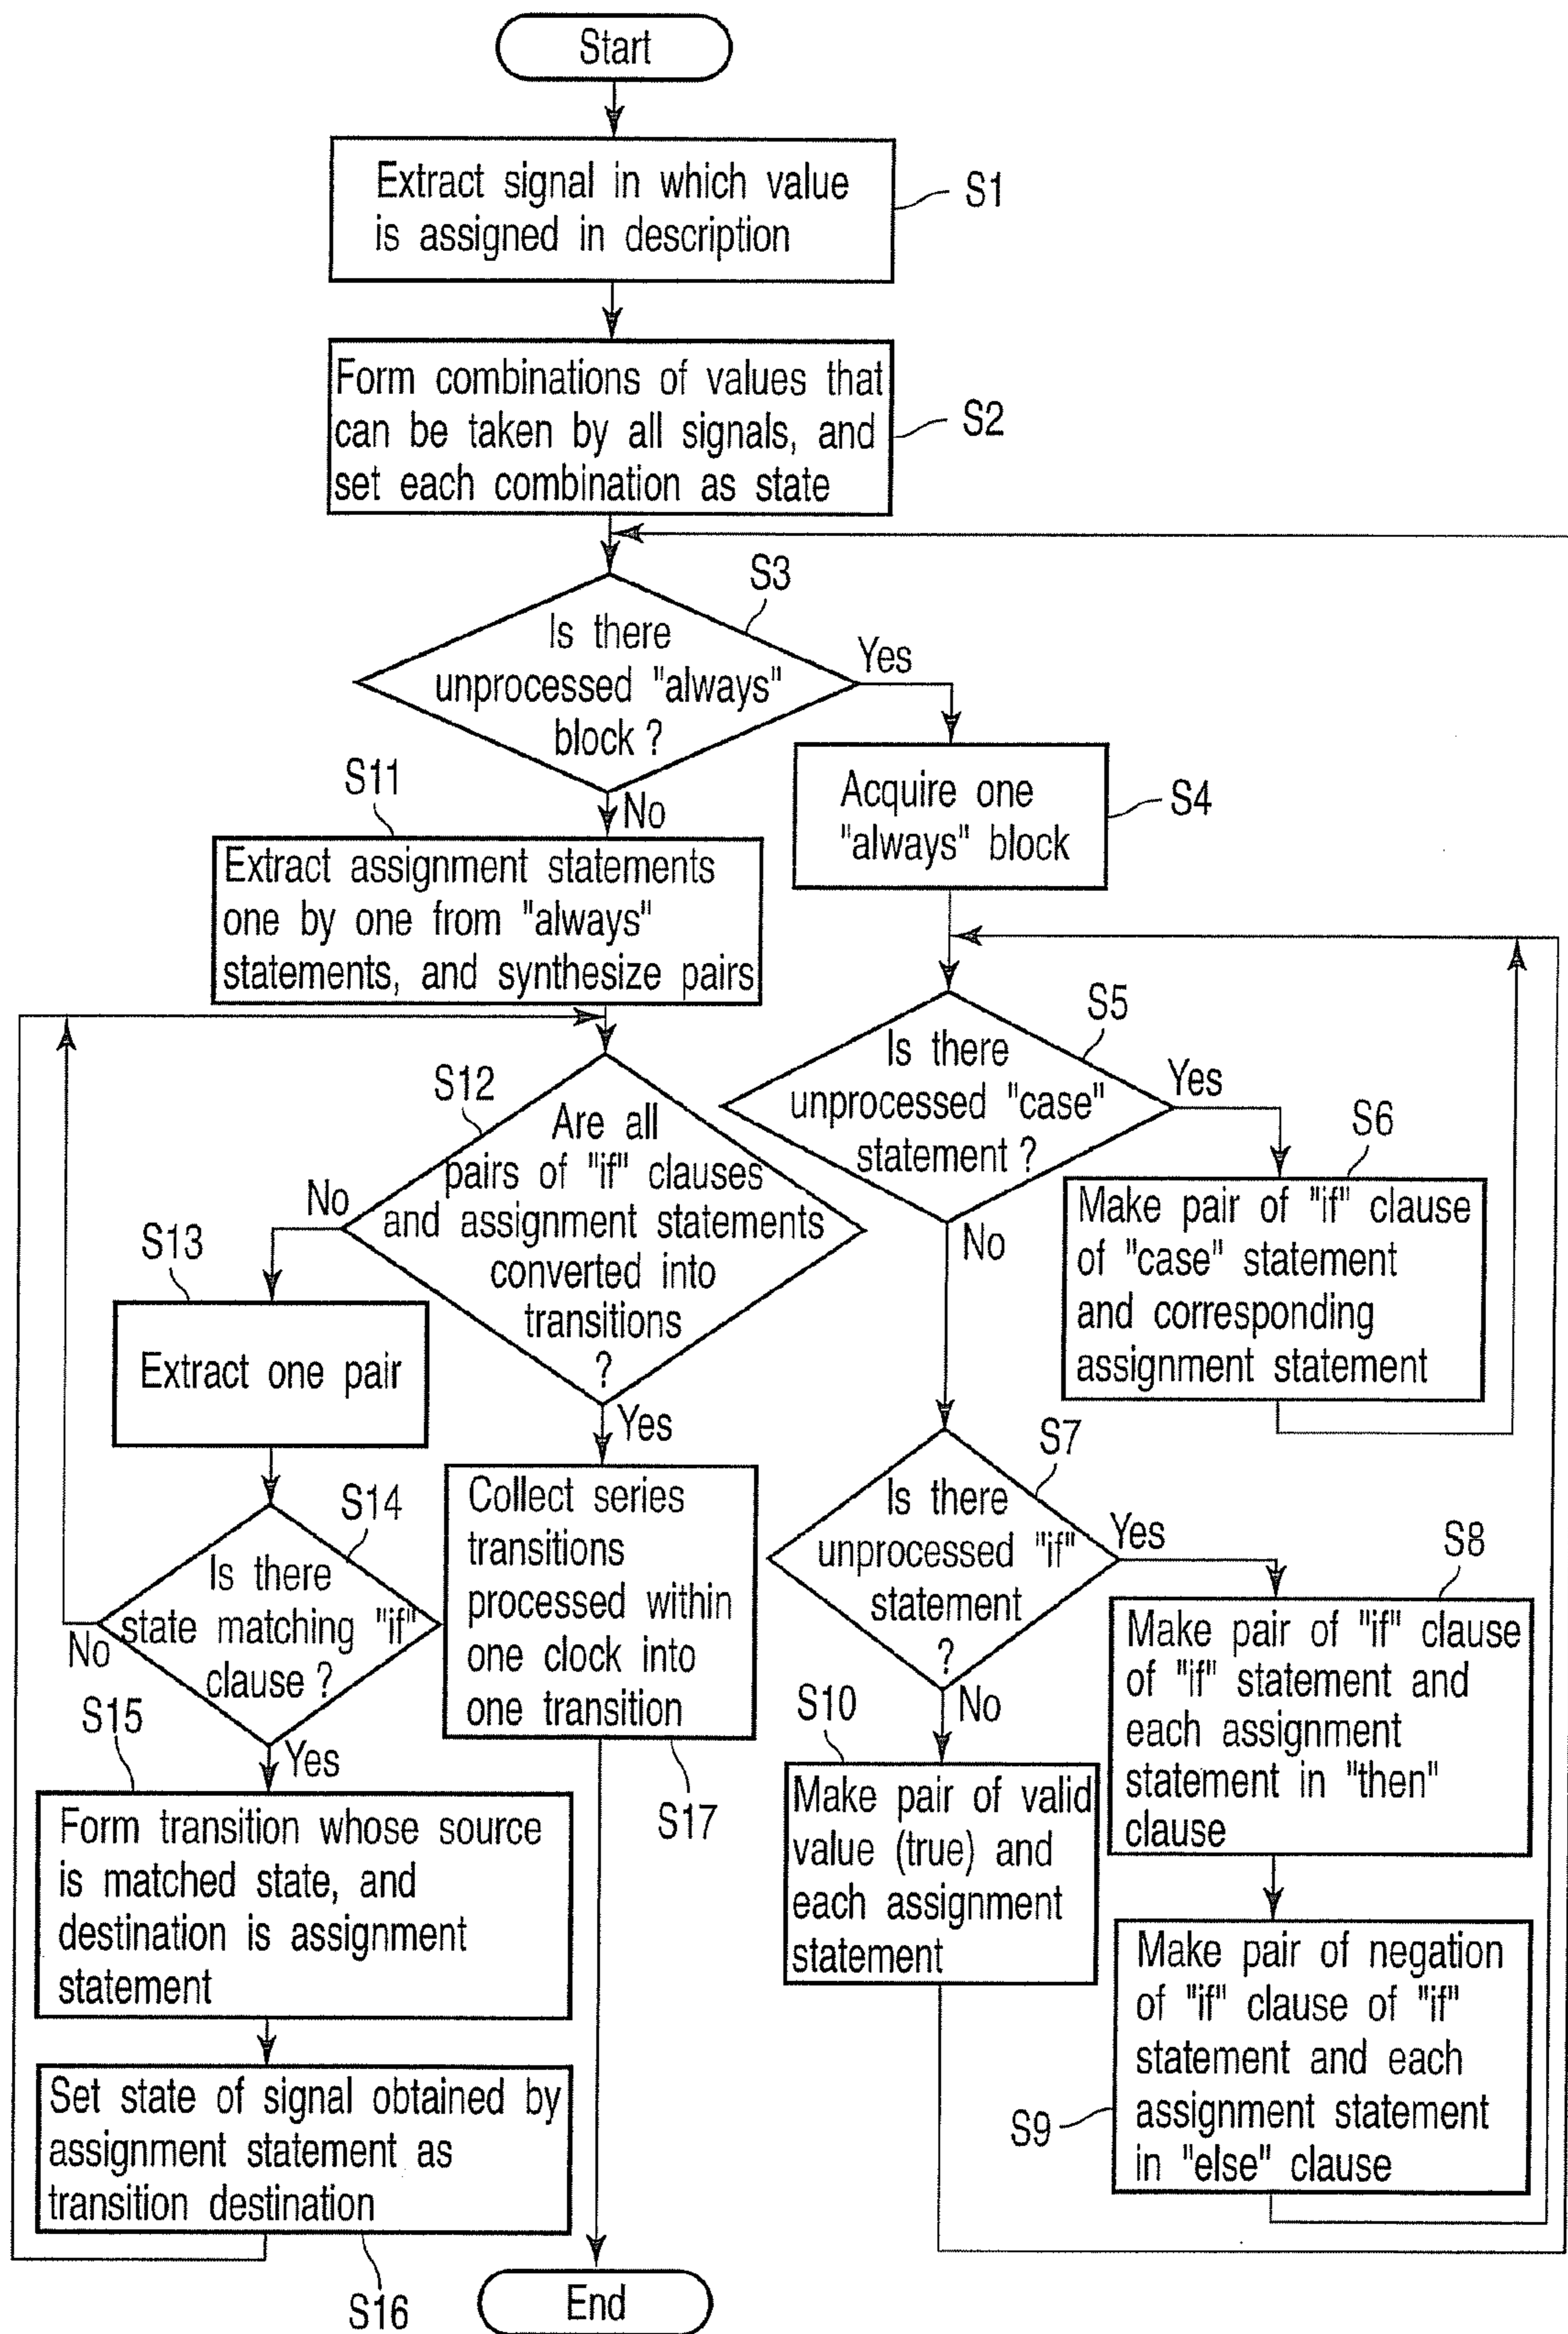 Start
Extract signal in which value
is assigned in description
S1
Form combinations of values that
can be taken by all signals, and
set each combination as state
S2
S3
Is there
unprocessed "always"
block ?
Yes
No
Acquire one
"always" block
S4
S11
Extract assignment statements
one by one from "always"
statements, and synthesize pairs
S5
Is there
unprocessed "case"
statement ?
Yes
No
S6
Make pair of "if" clause
of "case" statement
and corresponding
assignment statement
S12
Are all
pairs of "if" clauses
and assignment statements
converted into
transitions
?
No
Yes
S13
Extract one pair
S7
Is there
unprocessed "if"
statement
?
Yes
No
S8
Make pair of "if" clause
of "if" statement and
each assignment
statement in "then"
clause
S14
Is there
state matching "if"
clause ?
No
Yes
Collect series
transitions
processed within
one clock into
one transition
S17
S10
Make pair of valid
value (true) and
each assignment
statement
S15
Form transition whose source
is matched state, and
destination is assignment
statement
Make pair of negation
of "if" clause of "if"
statement and each
assignment statement
in "else" clause
S9
Set state of signal obtained by
assignment statement as
transition destination
S16
End